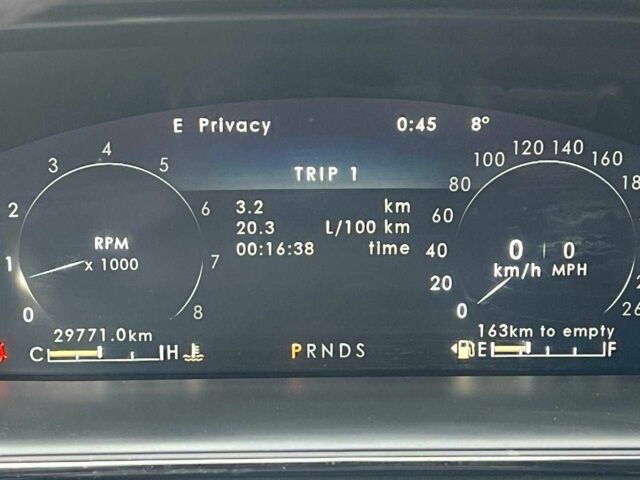 E Privacy 0:45 8°
TRIP 1
3.2 km
20.3 L/100 km
00:16:38 time
0 1 2 3 4 5 6 7 8
RPM
x 1000
0 20 40 60 80 100 120 140 160
0 0
km/h MPH
29771.0km
C H
PRNDS
163km to empty
E F